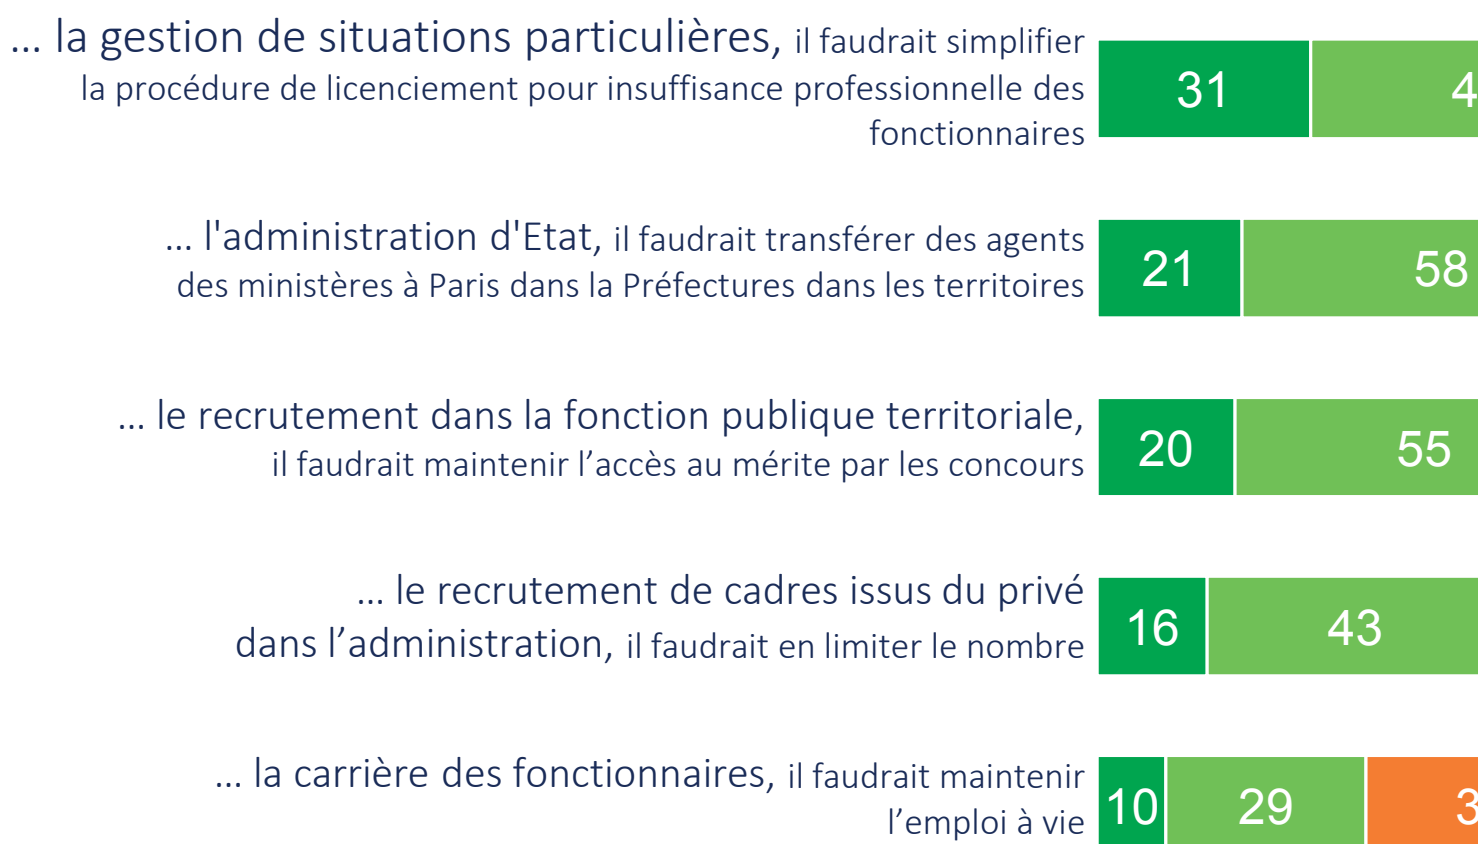 ... la gestion de situations particulières, il faudrait simplifier
la procédure de licenciement pour insuffisance professionnelle des
fonctionnaires
31
... l'administration d'Etat, il faudrait transférer des agents
des ministères à Paris dans la Préfectures dans les territoires
21 58
... le recrutement dans la fonction publique territoriale,
il faudrait maintenir l’accès au mérite par les concours
20 55
... le recrutement de cadres issus du privé
dans l’administration, il faudrait en limiter le nombre
16 43
... la carrière des fonctionnaires, il faudrait maintenir
l’emploi à vie
10 29